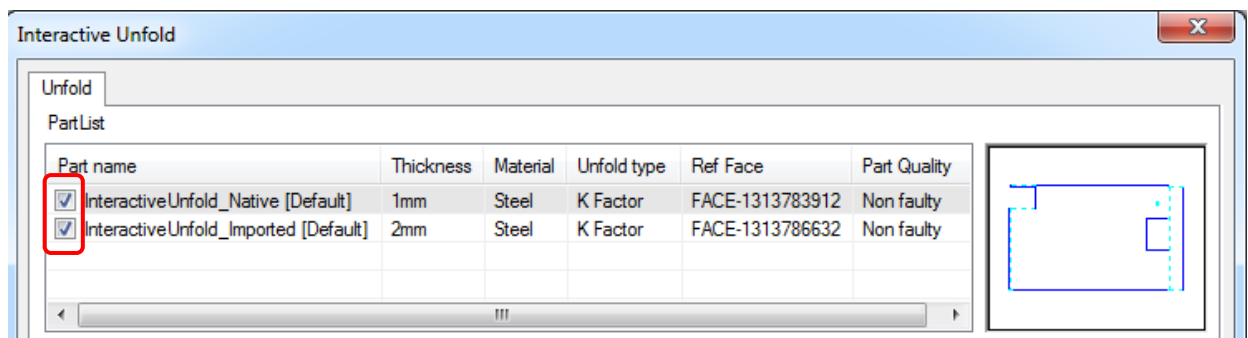 Interactive Unfold
Unfold
PartList
Part name Thickness Material Unfold type Ref Face Part Quality
InteractiveUnfold_Native [Default] 1mm Steel K Factor FACE-1313783912 Non faulty
InteractiveUnfold_Imported [Default] 2mm Steel K Factor FACE-1313786632 Non faulty